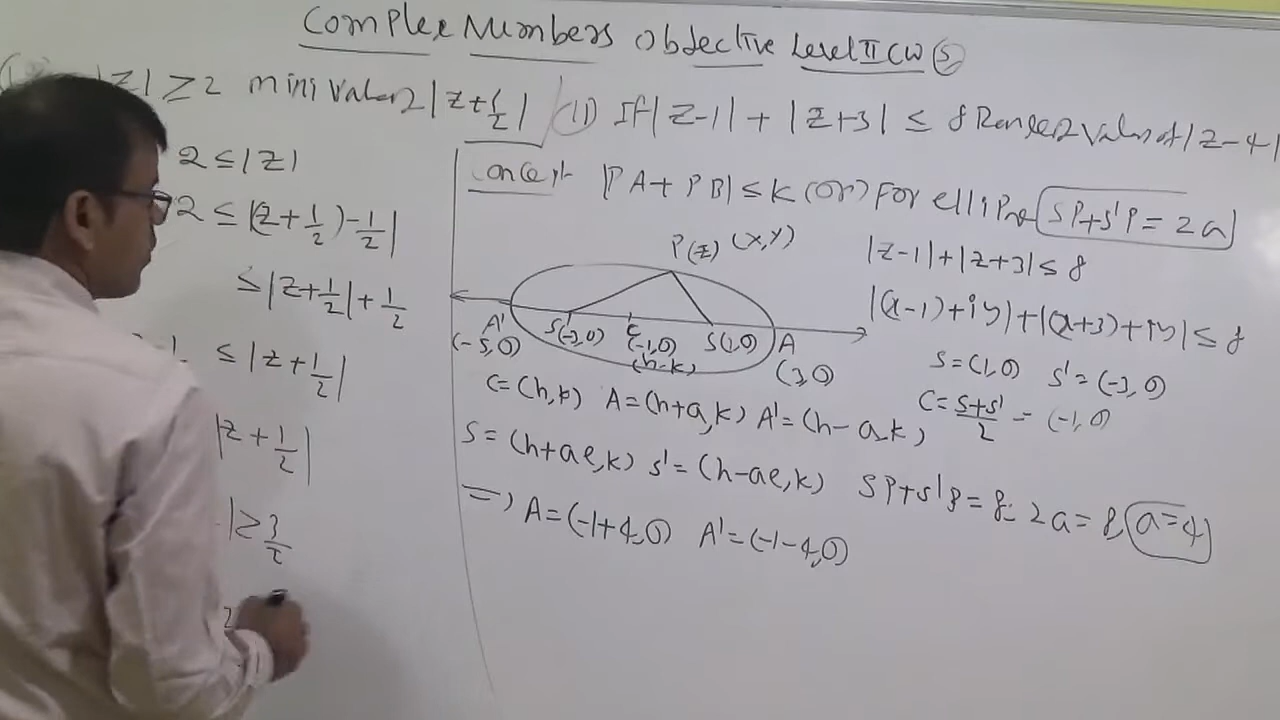 Complex Numbers Objective Level II CW (5)
|z| ≥ 2 mini value |z+1/2|
2 ≤ |z|
2 ≤ |(z+1/2)-1/2|
≤ |z+1/2|+1/2
≤ |z+1/2|
|z+1/2|
| ≥ 3/2
2
(11) If |z-1| + |z+3| ≤ 8 Range value of |z-4|
Concept |PA+PB| ≤ k (or) For ellipse SP+S'P = 2a
P(z) (x,y)
A' (-5,0)
S(-3,0)
C (-1,0) (h-k)
S(1,0)
A (3,0)
|z-1|+|z+3| ≤ 8
|(x-1)+iy|+|(x+3)+iy| ≤ 8
S=(1,0) S'=(-3,0)
C=S+S'/2 = (-1,0)
C=(h,k) A=(h+a,k) A'=(h-a,k)
S=(h+ae,k) S'=(h-ae,k) SP+S'P=8= 2a=8, a=4
⇒ A=(-1+4,0) A'=(-1-4,0)